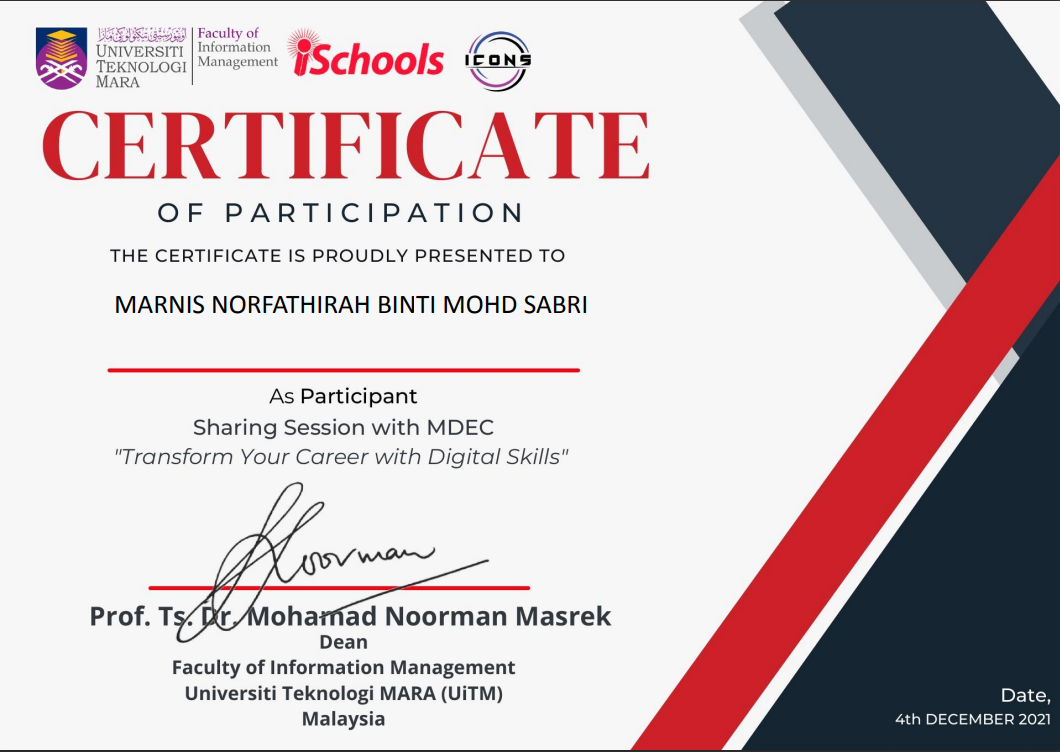 UNIVERSITI
TEKNOLOGI
MARA
Faculty of
Information
Management
iSchools
ICONS
CERTIFICATE
OF PARTICIPATION
THE CERTIFICATE IS PROUDLY PRESENTED TO
MARNIS NORFATHIRAH BINTI MOHD SABRI
As Participant
Sharing Session with MDEC
"Transform Your Career with Digital Skills"
Noorman
Prof. Ts. Dr. Mohamad Noorman Masrek
Dean
Faculty of Information Management
Universiti Teknologi MARA (UiTM)
Malaysia
Date,
4th DECEMBER 2021